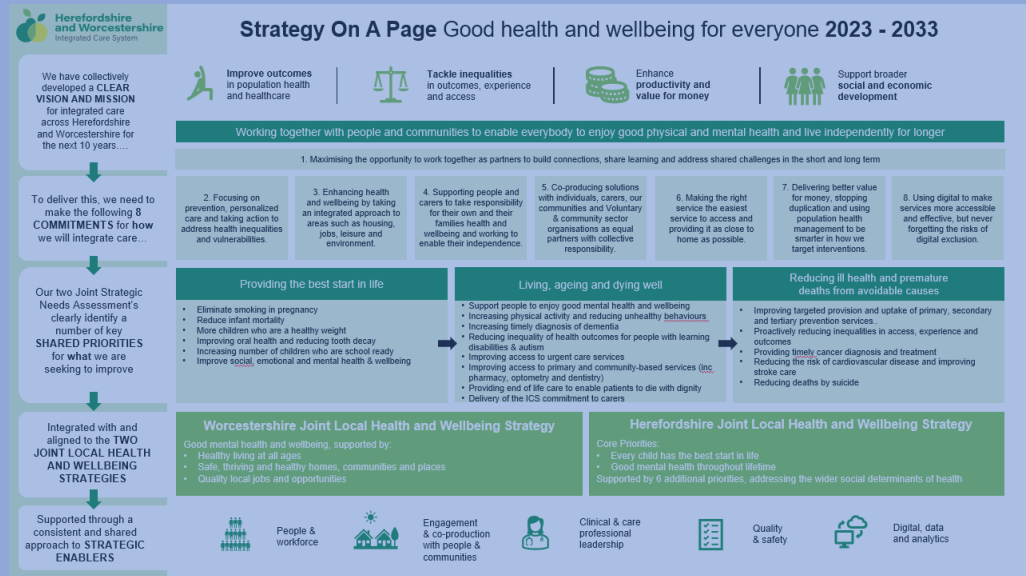 Herefordshire
and Worcestershire
Integrated Care System
Strategy On A Page Good health and wellbeing for everyone 2023 - 2033
We have collectively
developed a CLEAR
VISION AND MISSION
for integrated care
across Herefordshire
and Worcestershire for
the next 10 years….
Improve outcomes
in population health
and healthcare
Tackle inequalities
in outcomes, experience
and access
Enhance
productivity and
value for money
Support broader
social and economic
development
Working together with people and communities to enable everybody to enjoy good physical and mental health and live independently for longer
1. Maximising the opportunity to work together as partners to build connections, share learning and address shared challenges in the short and long term
To deliver this, we need to
make the following 8
COMMITMENTS for how
we will integrate care…
2. Focusing on
prevention, personalized
care and taking action to
address health inequalities
and vulnerabilities.
3. Enhancing health
and wellbeing by taking
an integrated approach to
areas such as housing,
jobs, leisure and
environment.
4. Supporting people and
carers to take responsibility
for their own and their
families health and
wellbeing and working to
enable their independence.
5. Co-producing solutions
with individuals, carers, our
communities and Voluntary
& community sector
organisations as equal
partners with collective
responsibility.
6. Making the right
service the easiest
service to access and
providing it as close to
home as possible.
7. Delivering better value
for money, stopping
duplication and using
population health
management to be
smarter in how we
target interventions.
8. Using digital to make
services more accessible
and effective, but never
forgetting the risks of
digital exclusion.
Our two Joint Strategic
Needs Assessment's
clearly identify a
number of key
SHARED PRIORITIES
for what we are
seeking to improve
Providing the best start in life
• Eliminate smoking in pregnancy
• Reduce infant mortality
• More children who are a healthy weight
• Improving oral health and reducing tooth decay
• Increasing number of children who are school ready
• Improve social, emotional and mental health & wellbeing
Living, ageing and dying well
• Support people to enjoy good mental health and wellbeing
• Increasing physical activity and reducing unhealthy behaviours
• Increasing timely diagnosis of dementia
• Reducing inequality of health outcomes for people with learning
disabilities & autism
• Improving access to urgent care services
• Improving access to primary and community-based services (inc
pharmacy, optometry and dentistry)
• Providing end of life care to enable patients to die with dignity
• Delivery of the ICS commitment to carers
Reducing ill health and premature
deaths from avoidable causes
• Improving targeted provision and uptake of primary, secondary
and tertiary prevention services..
• Proactively reducing inequalities in access, experience and
outcomes
• Providing timely cancer diagnosis and treatment
• Reducing the risk of cardiovascular disease and improving
stroke care
• Reducing deaths by suicide
Integrated with and
aligned to the TWO
JOINT LOCAL HEALTH
AND WELLBEING
STRATEGIES
Worcestershire Joint Local Health and Wellbeing Strategy
Good mental health and wellbeing, supported by:
• Healthy living at all ages
• Safe, thriving and healthy homes, communities and places
• Quality local jobs and opportunities
Herefordshire Joint Local Health and Wellbeing Strategy
Core Priorities:
• Every child has the best start in life
• Good mental health throughout lifetime
Supported by 6 additional priorities, addressing the wider social determinants of health
Supported through a
consistent and shared
approach to STRATEGIC
ENABLERS
People &
workforce
Engagement
& co-production
with people &
communities
Clinical & care
professional
leadership
Quality
& safety
Digital, data
and analytics